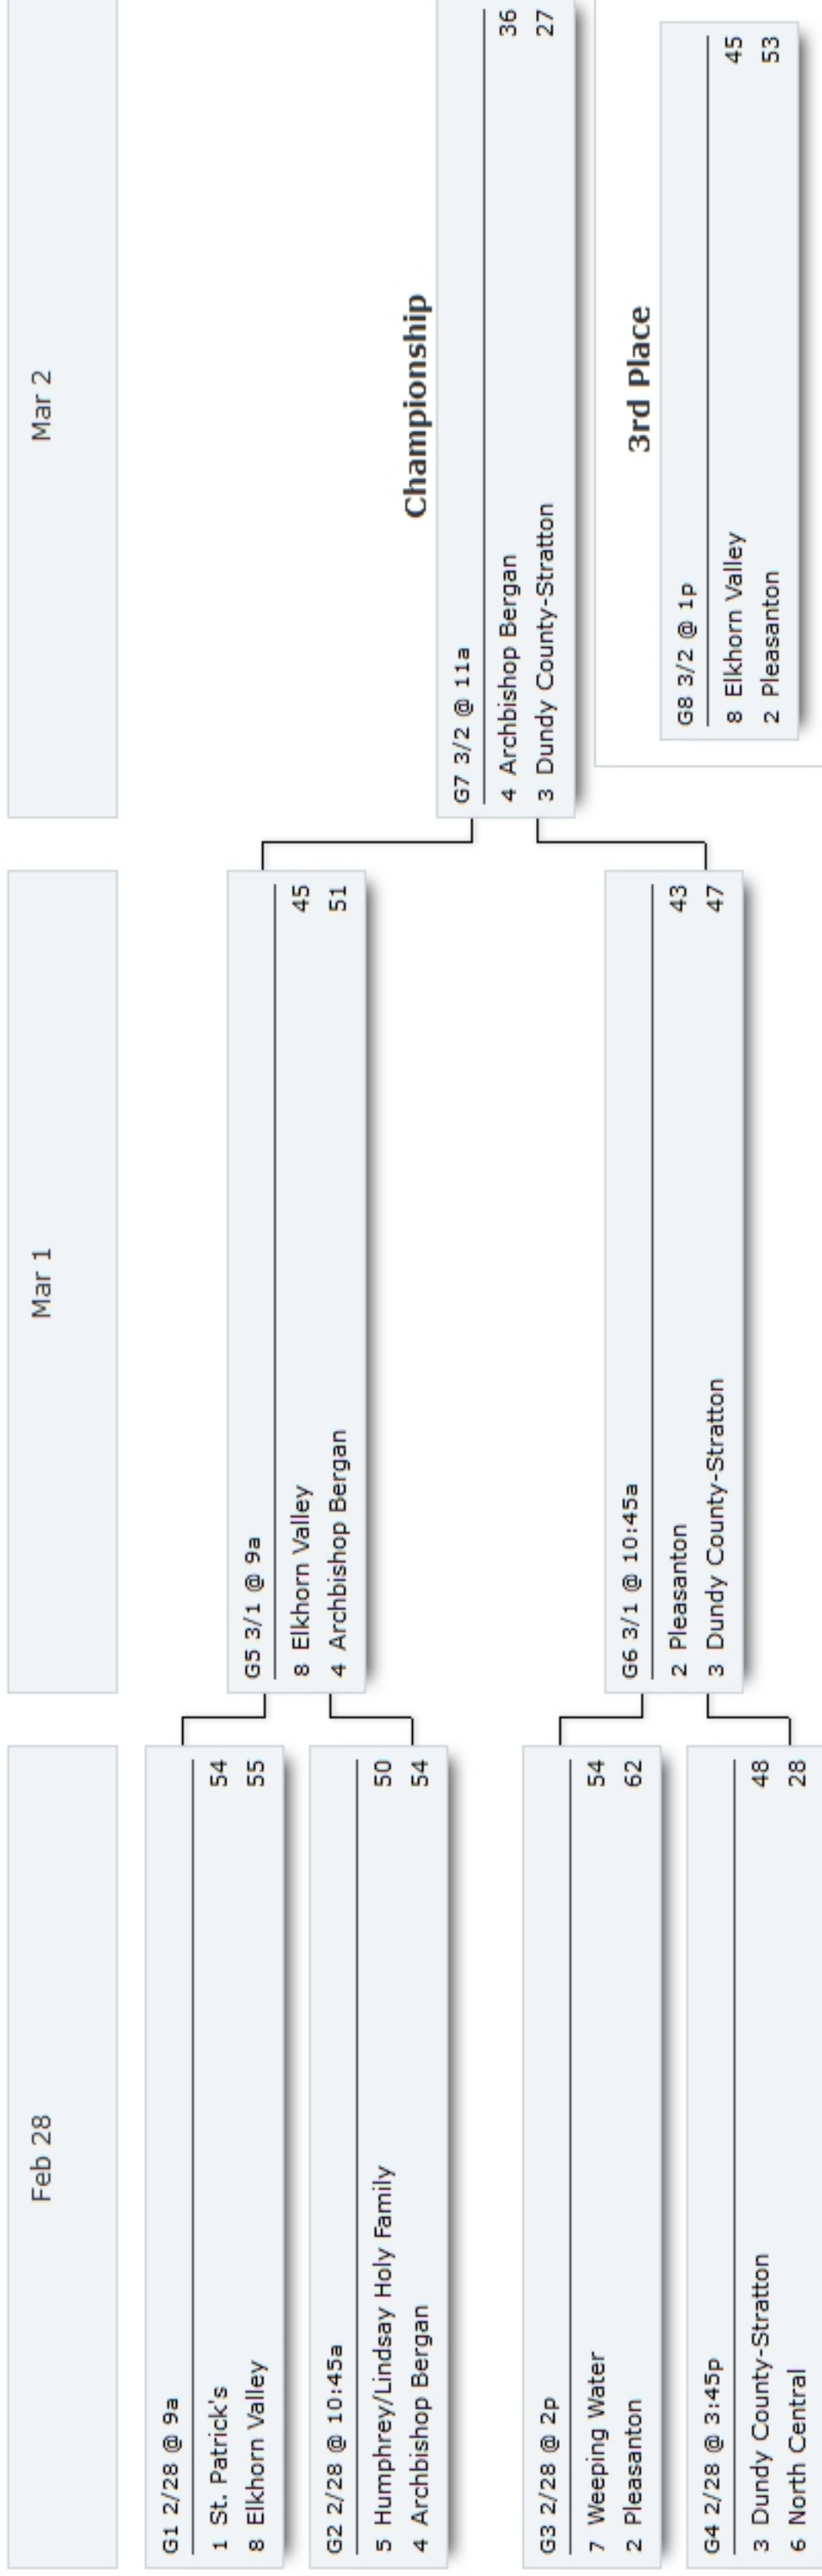 Feb 28
Mar 1
Mar 2
G1 2/28 @ 9a
1 St. Patrick's 54
8 Elkhorn Valley 55
G2 2/28 @ 10:45a
5 Humphrey/Lindsay Holy Family 50
4 Archbishop Bergan 54
G3 2/28 @ 2p
7 Weeping Water 54
2 Pleasanton 62
G4 2/28 @ 3:45p
3 Dundy County-Stratton 48
6 North Central 28
G5 3/1 @ 9a
8 Elkhorn Valley 45
4 Archbishop Bergan 51
G6 3/1 @ 10:45a
2 Pleasanton 43
3 Dundy County-Stratton 47
Championship
G7 3/2 @ 11a
4 Archbishop Bergan 36
3 Dundy County-Stratton 27
3rd Place
G8 3/2 @ 1p
8 Elkhorn Valley 45
2 Pleasanton 53